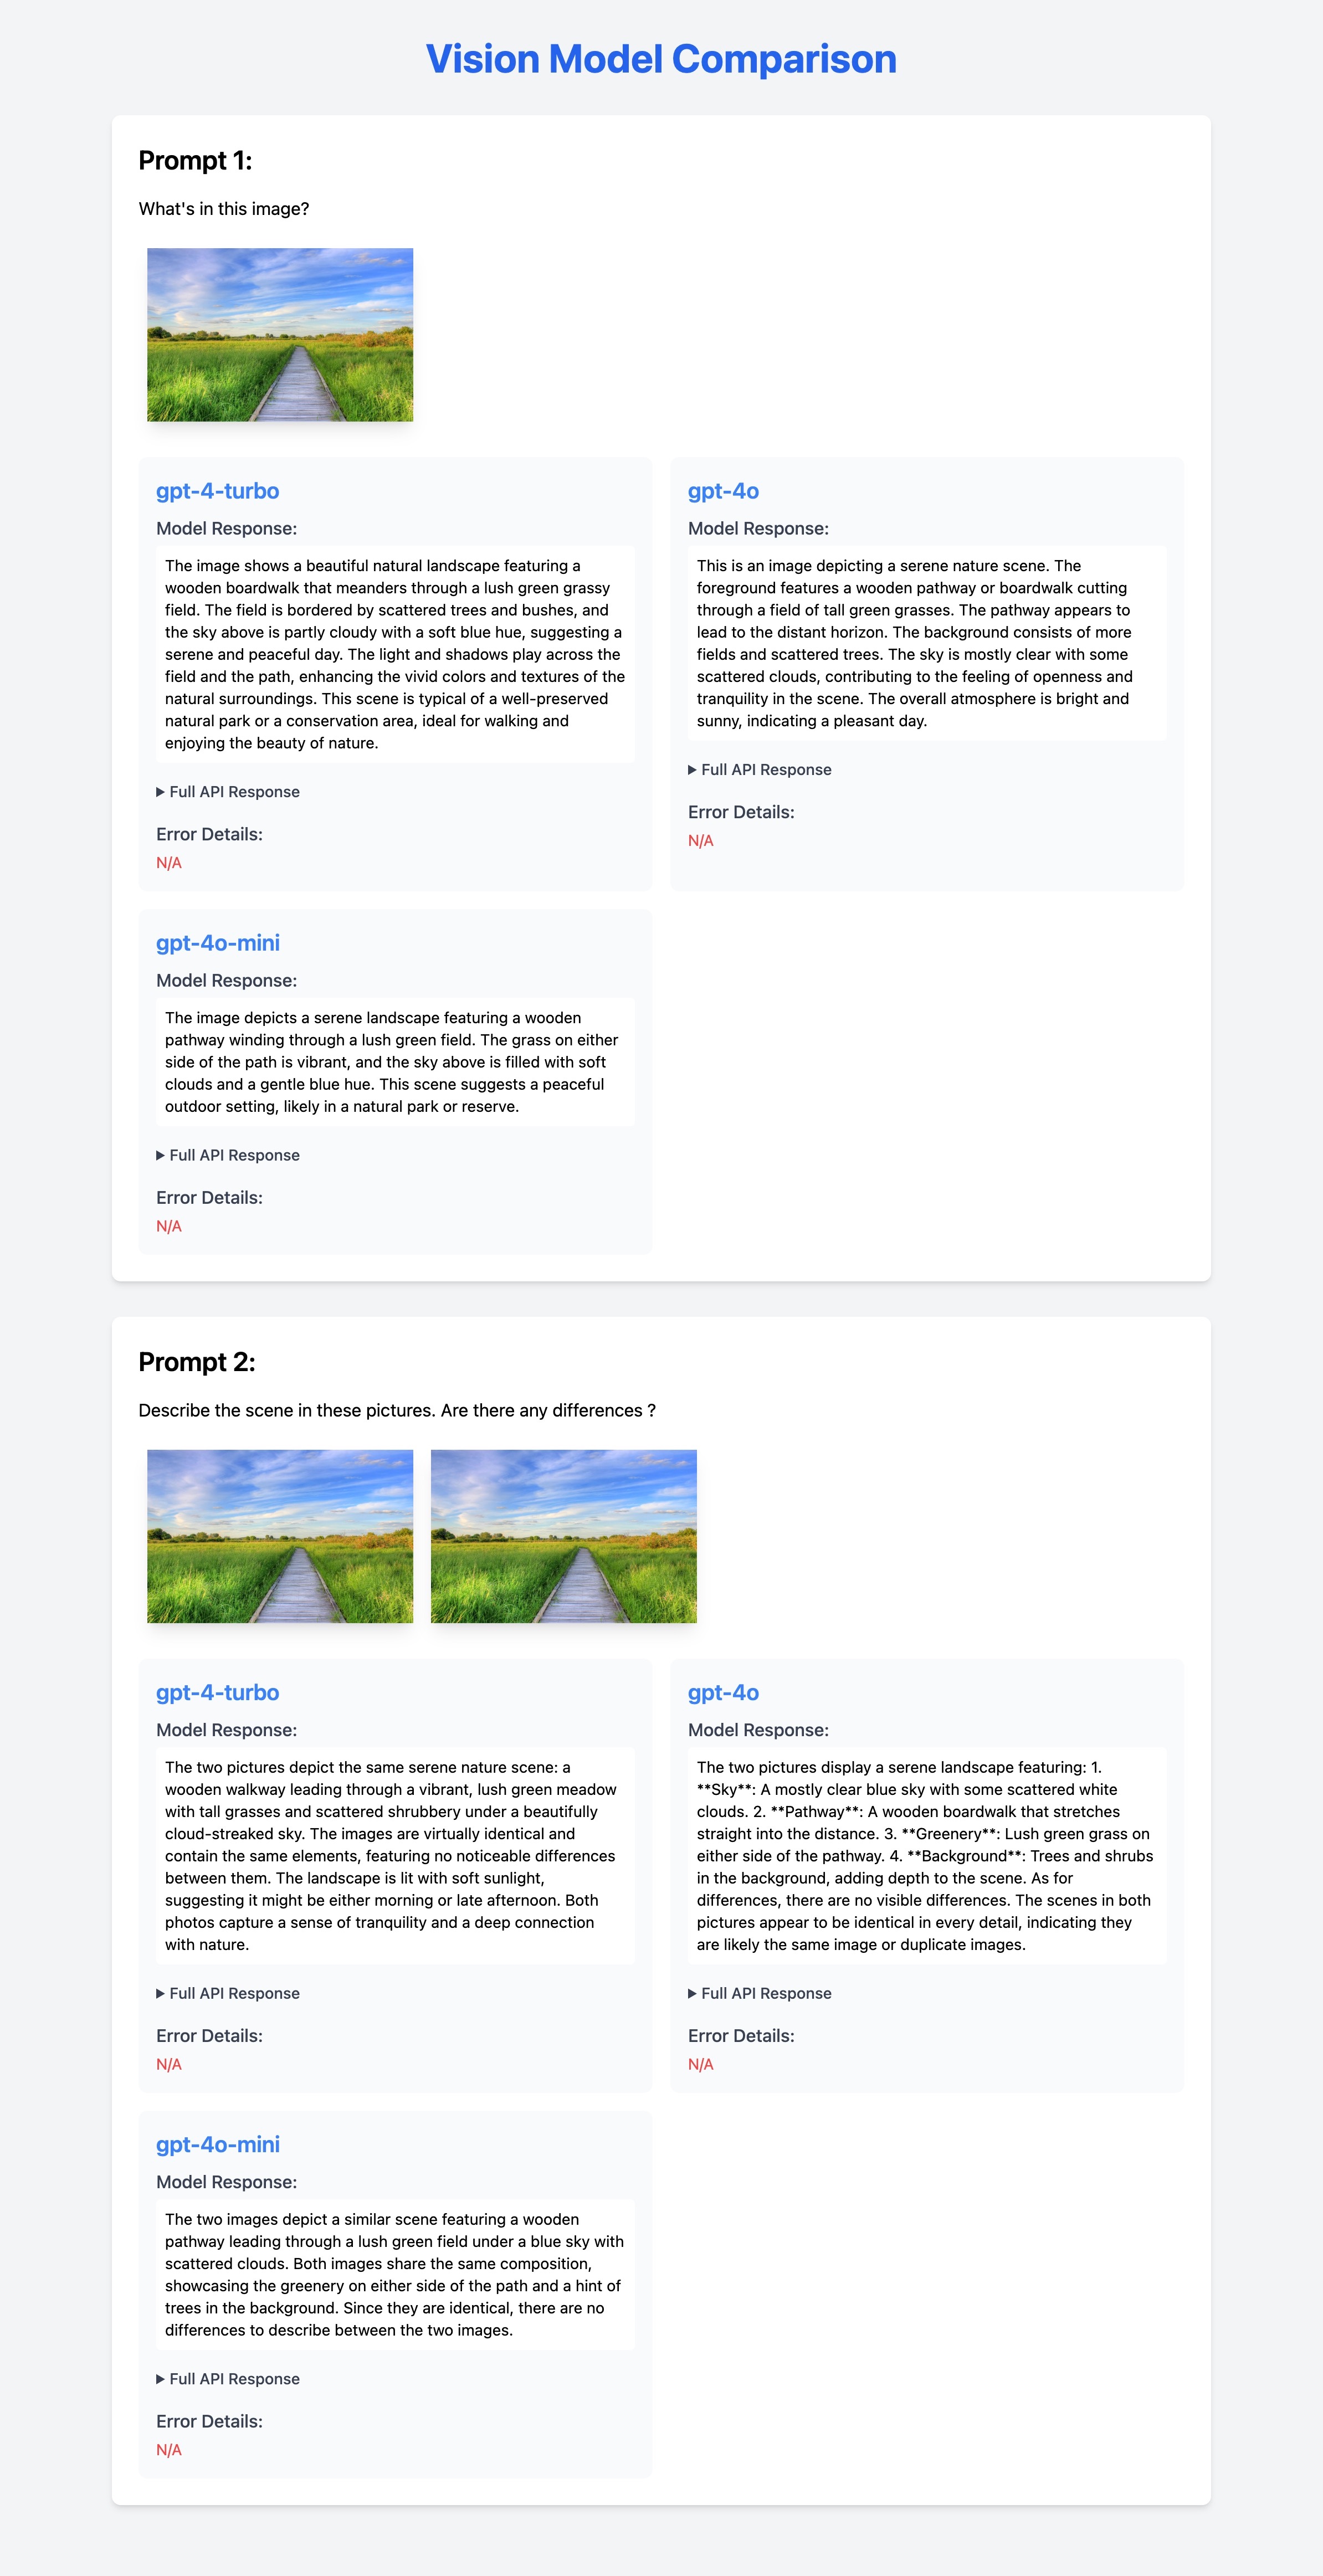 Vision Model Comparison
Prompt 1:
What's in this image?
gpt-4-turbo
Model Response:
The image shows a beautiful natural landscape featuring a
wooden boardwalk that meanders through a lush green grassy
field. The field is bordered by scattered trees and bushes, and
the sky above is partly cloudy with a soft blue hue, suggesting a
serene and peaceful day. The light and shadows play across the
field and the path, enhancing the vivid colors and textures of the
natural surroundings. This scene is typical of a well-preserved
natural park or a conservation area, ideal for walking and
enjoying the beauty of nature.
▶ Full API Response
Error Details:
N/A
gpt-4o
Model Response:
This is an image depicting a serene nature scene. The
foreground features a wooden pathway or boardwalk cutting
through a field of tall green grasses. The pathway appears to
lead to the distant horizon. The background consists of more
fields and scattered trees. The sky is mostly clear with some
scattered clouds, contributing to the feeling of openness and
tranquility in the scene. The overall atmosphere is bright and
sunny, indicating a pleasant day.
▶ Full API Response
Error Details:
N/A
gpt-4o-mini
Model Response:
The image depicts a serene landscape featuring a wooden
pathway winding through a lush green field. The grass on either
side of the path is vibrant, and the sky above is filled with soft
clouds and a gentle blue hue. This scene suggests a peaceful
outdoor setting, likely in a natural park or reserve.
▶ Full API Response
Error Details:
N/A
Prompt 2:
Describe the scene in these pictures. Are there any differences ?
gpt-4-turbo
Model Response:
The two pictures depict the same serene nature scene: a
wooden walkway leading through a vibrant, lush green meadow
with tall grasses and scattered shrubbery under a beautifully
cloud-streaked sky. The images are virtually identical and
contain the same elements, featuring no noticeable differences
between them. The landscape is lit with soft sunlight,
suggesting it might be either morning or late afternoon. Both
photos capture a sense of tranquility and a deep connection
with nature.
▶ Full API Response
Error Details:
N/A
gpt-4o
Model Response:
The two pictures display a serene landscape featuring: 1.
**Sky**: A mostly clear blue sky with some scattered white
clouds. 2. **Pathway**: A wooden boardwalk that stretches
straight into the distance. 3. **Greenery**: Lush green grass on
either side of the pathway. 4. **Background**: Trees and shrubs
in the background, adding depth to the scene. As for
differences, there are no visible differences. The scenes in both
pictures appear to be identical in every detail, indicating they
are likely the same image or duplicate images.
▶ Full API Response
Error Details:
N/A
gpt-4o-mini
Model Response:
The two images depict a similar scene featuring a wooden
pathway leading through a lush green field under a blue sky with
scattered clouds. Both images share the same composition,
showcasing the greenery on either side of the path and a hint of
trees in the background. Since they are identical, there are no
differences to describe between the two images.
▶ Full API Response
Error Details:
N/A